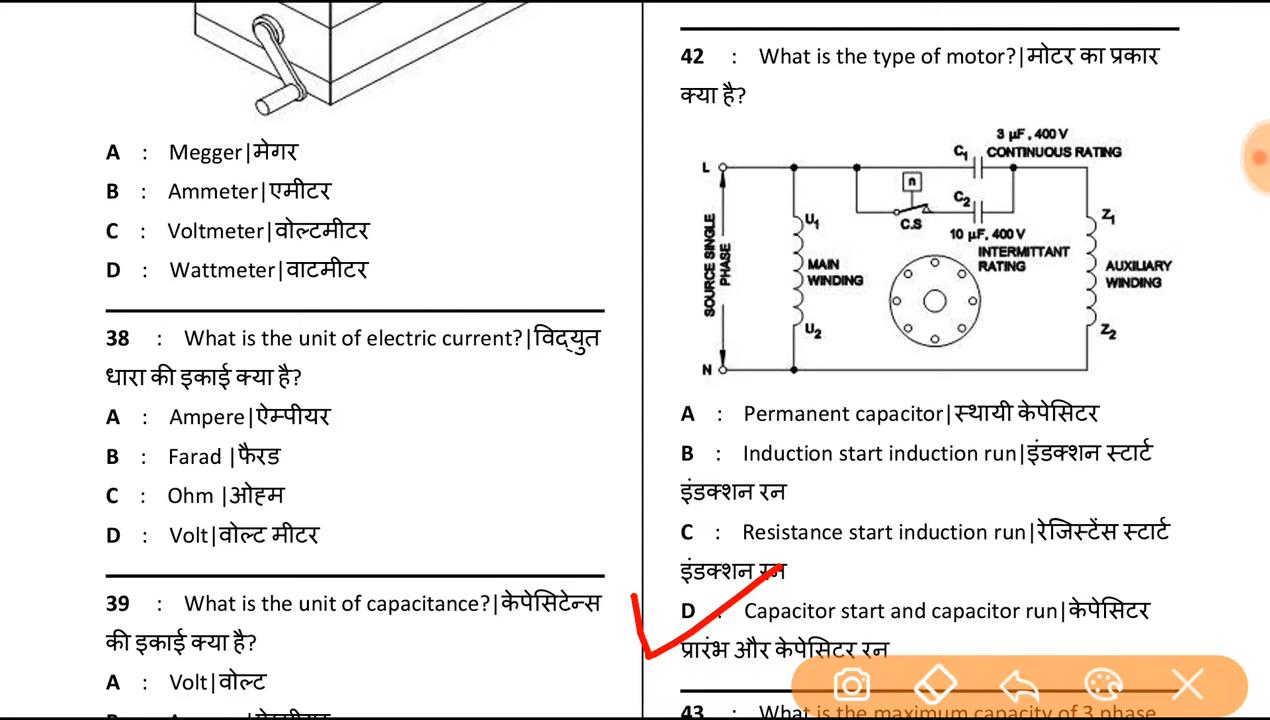 A : Megger|मेगर
B : Ammeter|एमीटर
C : Voltmeter|वोल्टमीटर
D : Wattmeter|वाटमीटर
38 : What is the unit of electric current?|विद्युत
धारा की इकाई क्या है?
A : Ampere|ऐम्पीयर
B : Farad |फैरड
C : Ohm |ओह्म
D : Volt|वोल्ट मीटर
39 : What is the unit of capacitance?|केपेसिटेन्स
की इकाई क्या है?
A : Volt|वोल्ट
42 : What is the type of motor?|मोटर का प्रकार
क्या है?
3 µF, 400 V
CONTINUOUS RATING
C1
L
n
C2
C.S
10 µF, 400 V
INTERMITTANT
RATING
U1
Z1
SOURCE SINGLE
PHASE
MAIN
WINDING
AUXILIARY
WINDING
U2
Z2
N
A : Permanent capacitor|स्थायी केपेसिटर
B : Induction start induction run|इंडक्शन स्टार्ट
इंडक्शन रन
C : Resistance start induction run|रेजिस्टेंस स्टार्ट
इंडक्शन रन
D : Capacitor start and capacitor run|केपेसिटर
प्रारंभ और केपेसिटर रन
43 : What is the maximum capacity of 3 phase